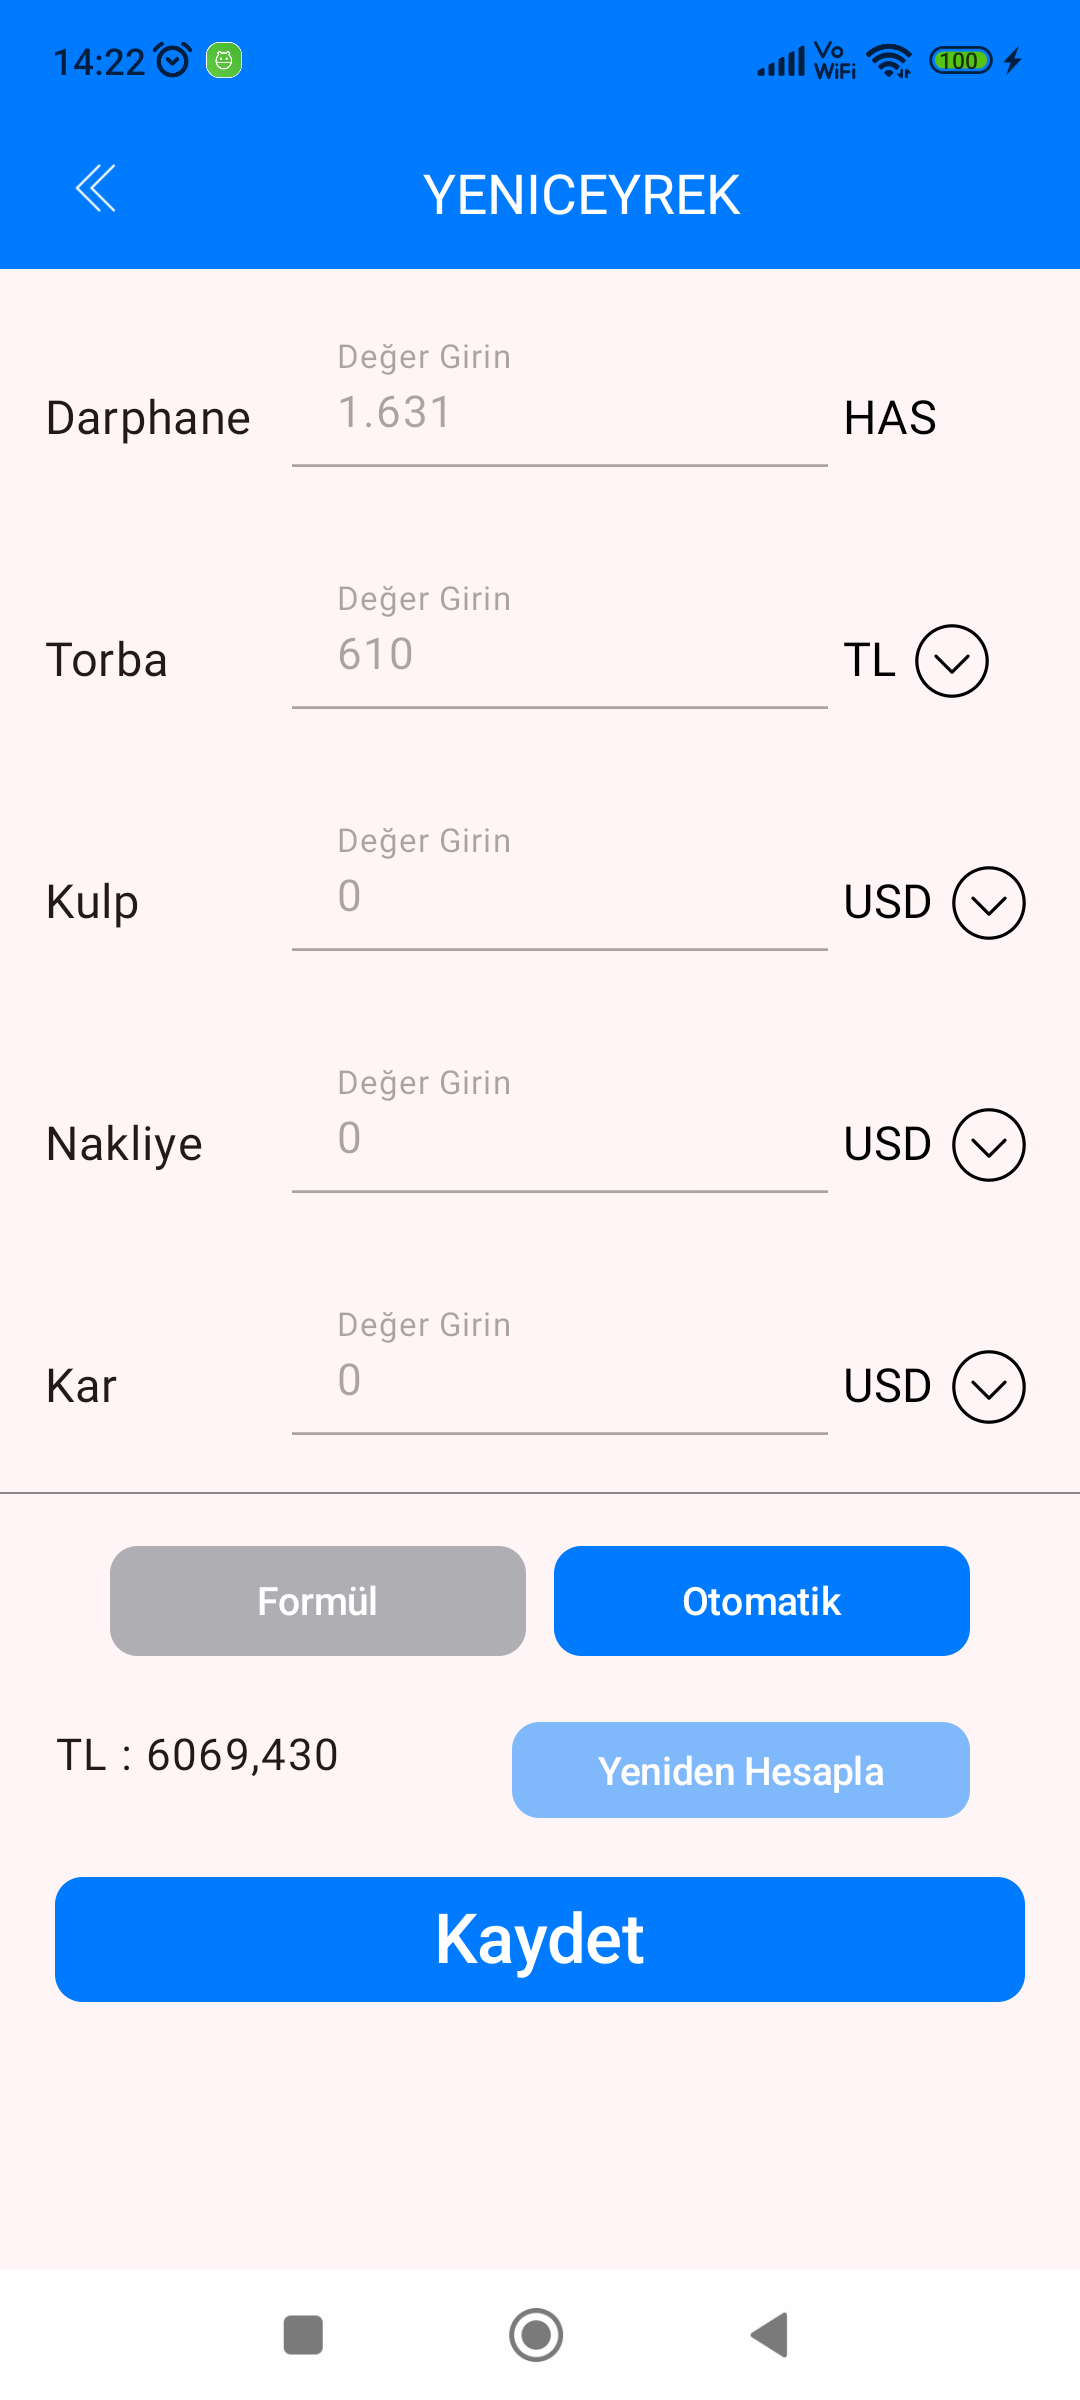 14:22
Vo
WiFi
100
YENICEYREK
Değer Girin
Darphane 1.631 HAS
Değer Girin
Torba 610 TL
Değer Girin
Kulp 0 USD
Değer Girin
Nakliye 0 USD
Değer Girin
Kar 0 USD
Formül Otomatik
TL : 6069,430 Yeniden Hesapla
Kaydet